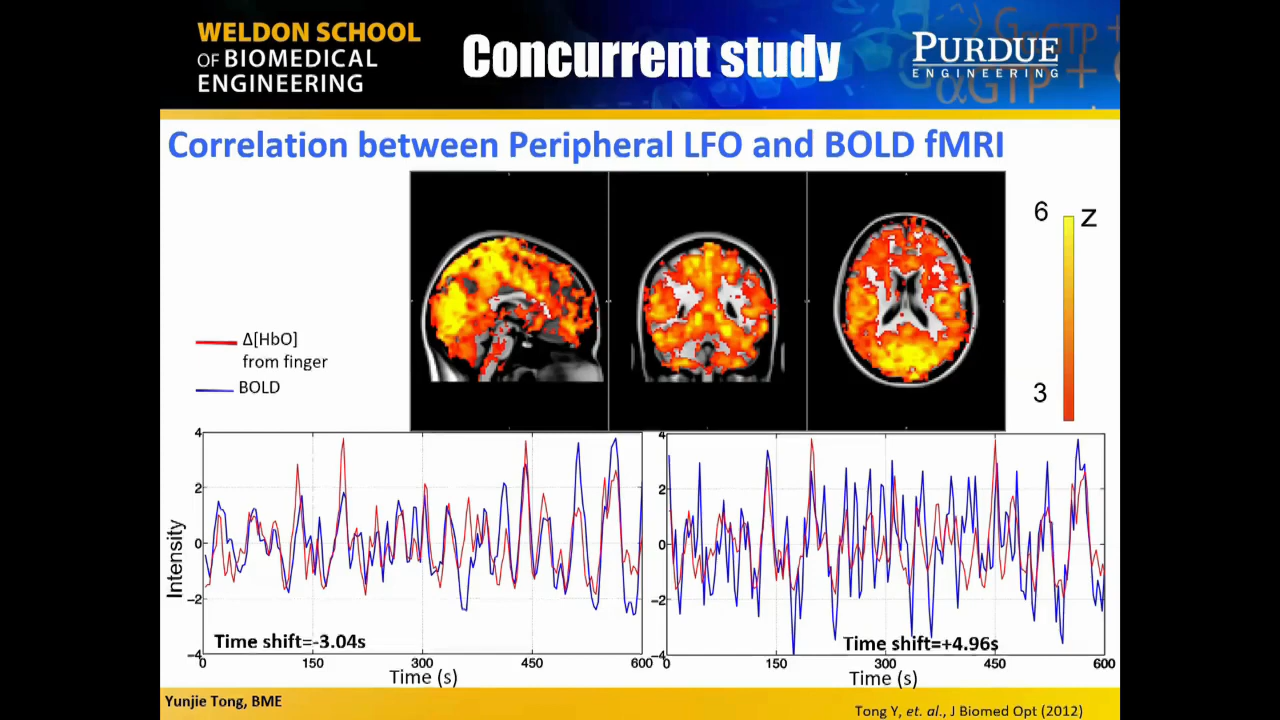 WELDON SCHOOL
OF BIOMEDICAL
ENGINEERING
Concurrent study
PURDUE
ENGINEERING
GαGTP +
αGTP +
Correlation between Peripheral LFO and BOLD fMRI
6 Z
3
Δ[HbO]
from finger
BOLD
Intensity
4
2
0
−2
−4
Time shift=-3.04s
0 150 300 450 600
Time (s)
4
2
0
−2
−4
Time shift=+4.96s
0 150 300 450 600
Time (s)
Yunjie Tong, BME
Tong Y, et. al., J Biomed Opt (2012)